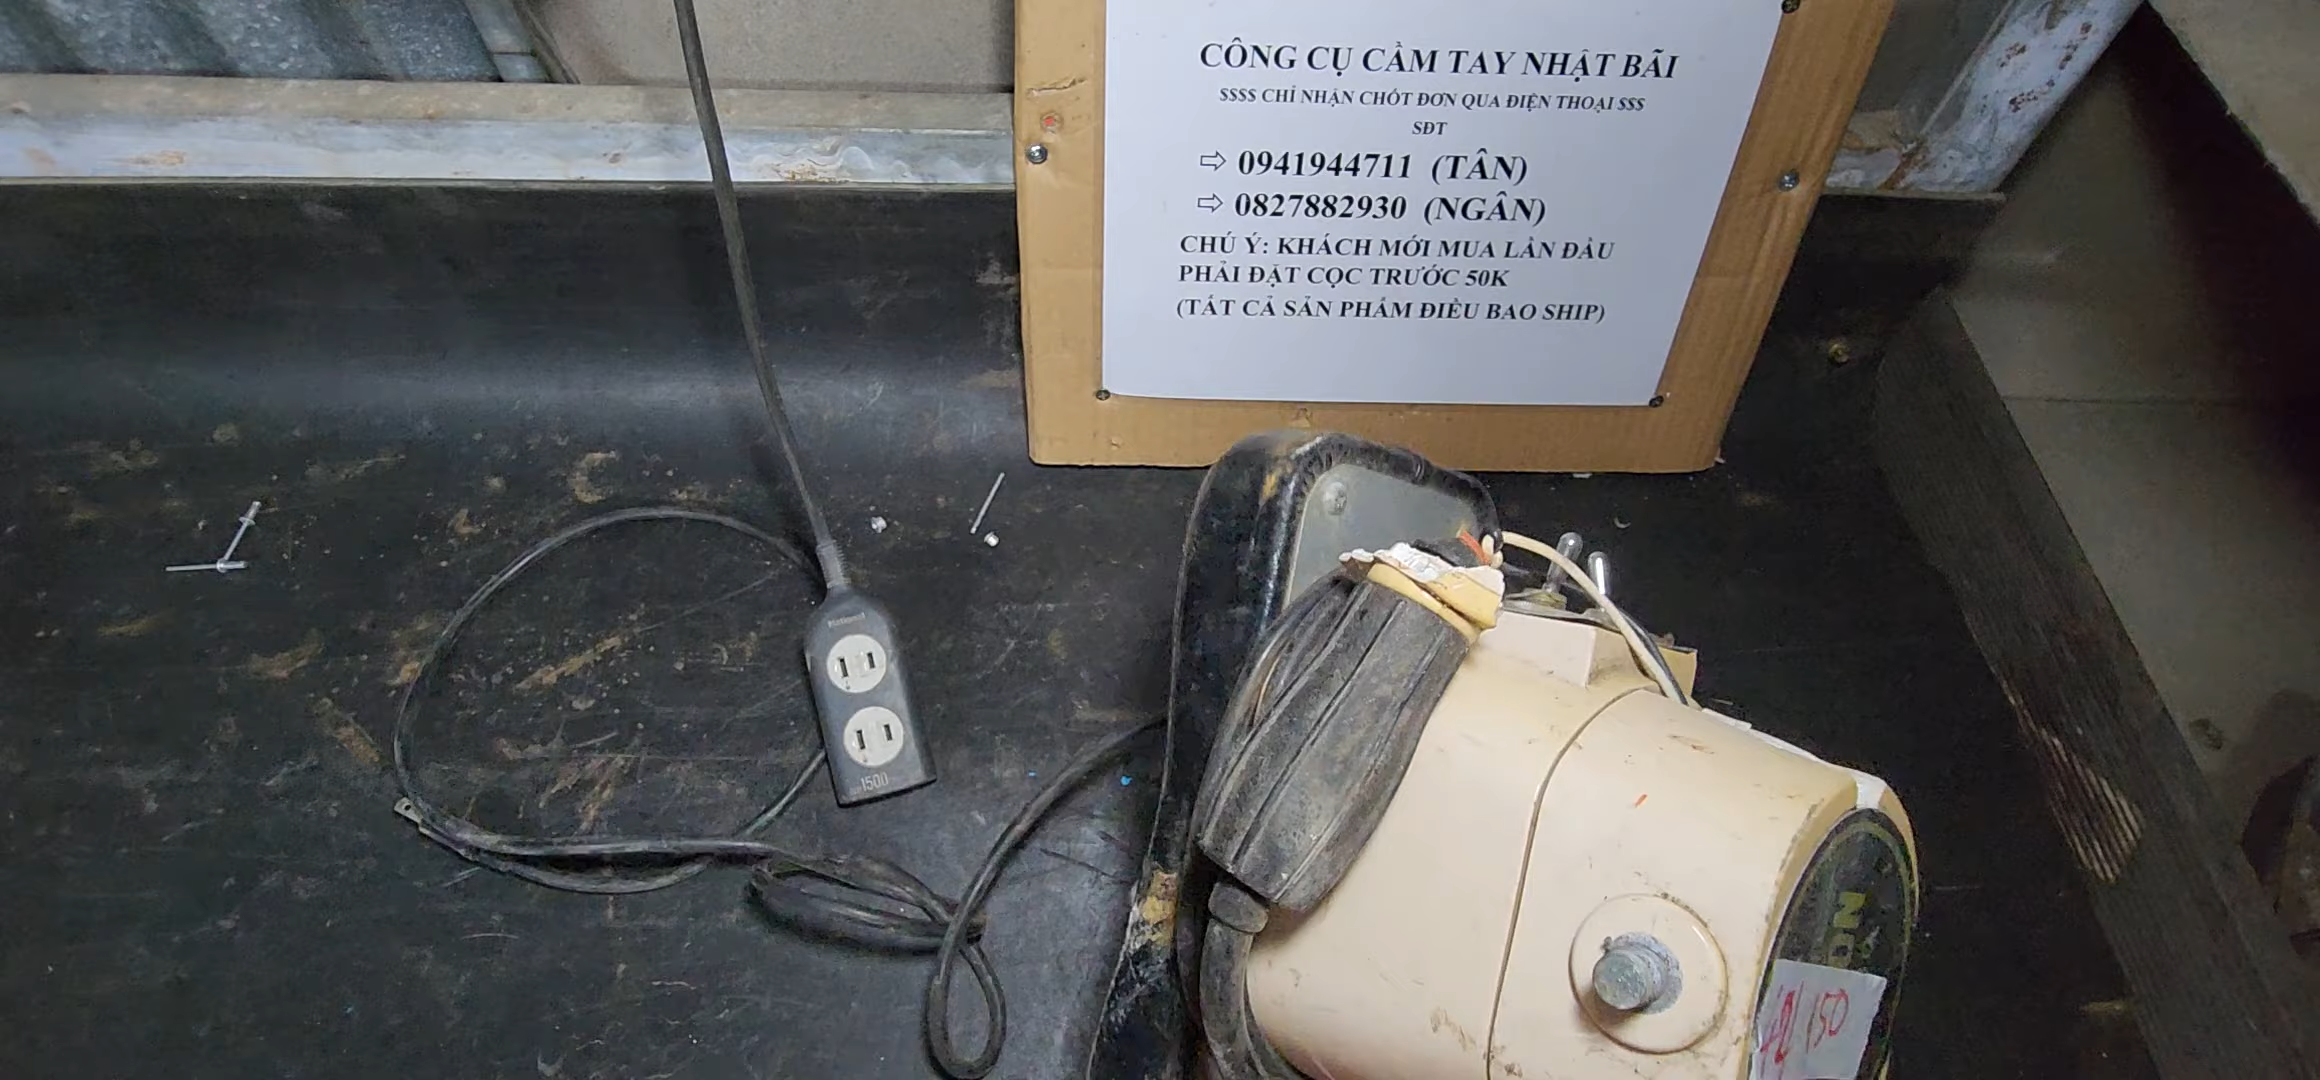 CÔNG CỤ CẦM TAY NHẬT BÃI
$$$$ CHỈ NHẬN CHỐT ĐƠN QUA ĐIỆN THOẠI $$$
SĐT
⇨ 0941944711 (TÂN)
⇨ 0827882930 (NGÂN)
CHÚ Ý: KHÁCH MỚI MUA LẦN ĐẦU
PHẢI ĐẶT CỌC TRƯỚC 50K
(TẤT CẢ SẢN PHẨM ĐIỀU BAO SHIP)
National
1500
150